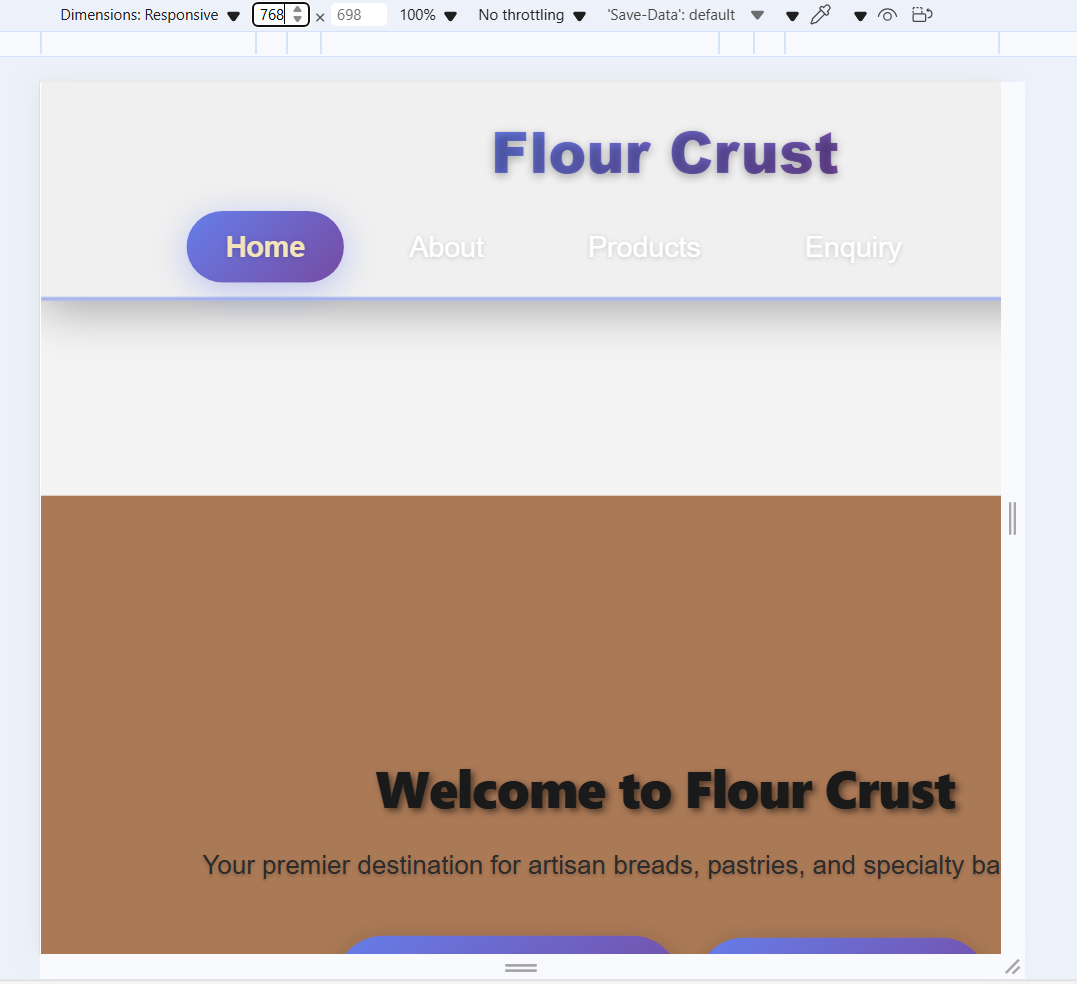 Dimensions: Responsive 768 × 698 100% No throttling 'Save-Data': default
Flour Crust
Home About Products Enquiry
Welcome to Flour Crust
Your premier destination for artisan breads, pastries, and specialty ba